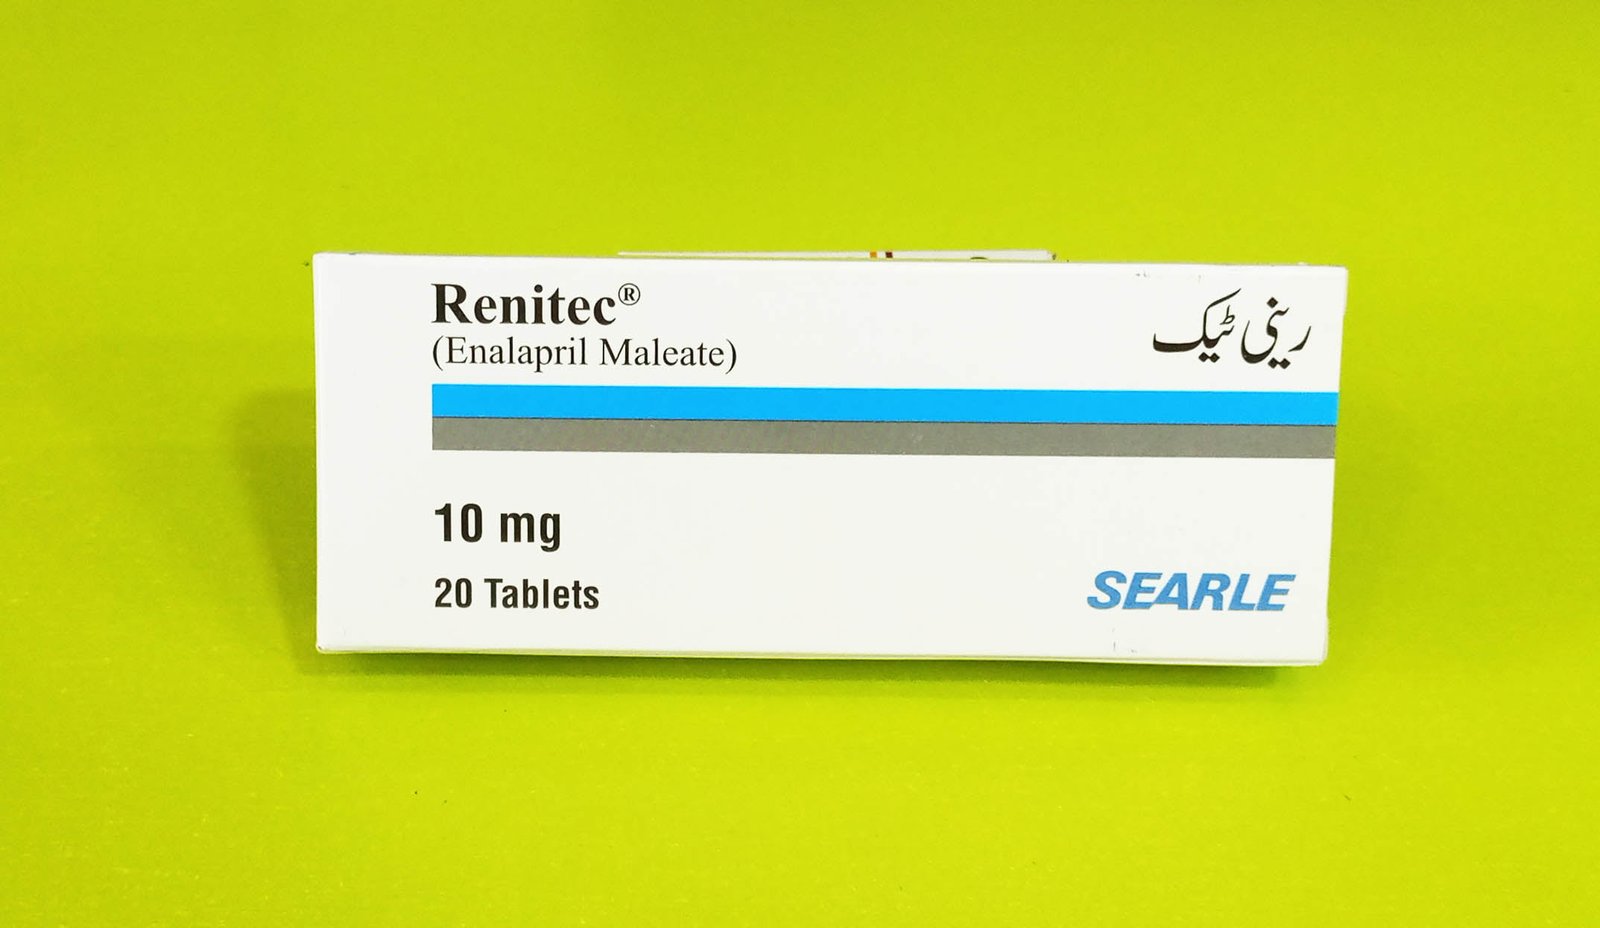 Renitec®
رینی ٹیک
(Enalapril Maleate)
10 mg
20 Tablets
SEARLE